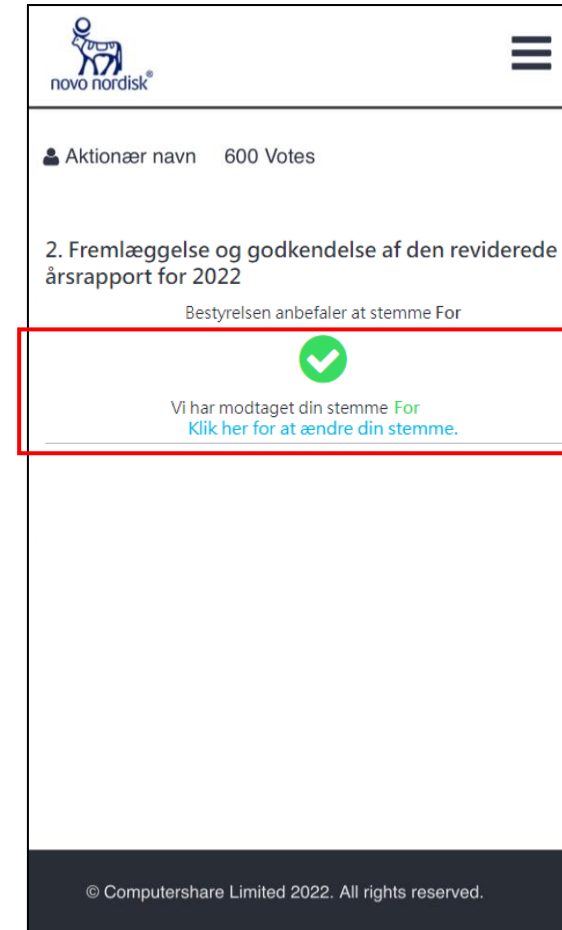 novo nordisk®
Aktionær navn 600 Votes
2. Fremlæggelse og godkendelse af den reviderede
årsrapport for 2022
Bestyrelsen anbefaler at stemme For
Vi har modtaget din stemme For
Klik her for at ændre din stemme.
© Computershare Limited 2022. All rights reserved.